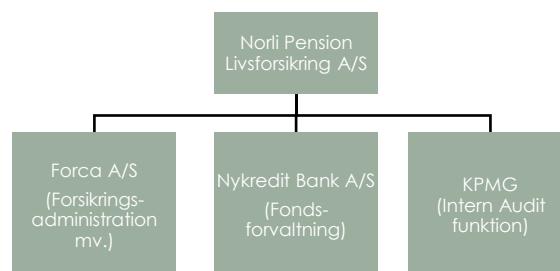 Norli Pension
Livsforsikring A/S
Forca A/S
(Forsikrings-
administration
mv.)
Nykredit Bank A/S
(Fonds-
forvaltning)
KPMG
(Intern Audit
funktion)